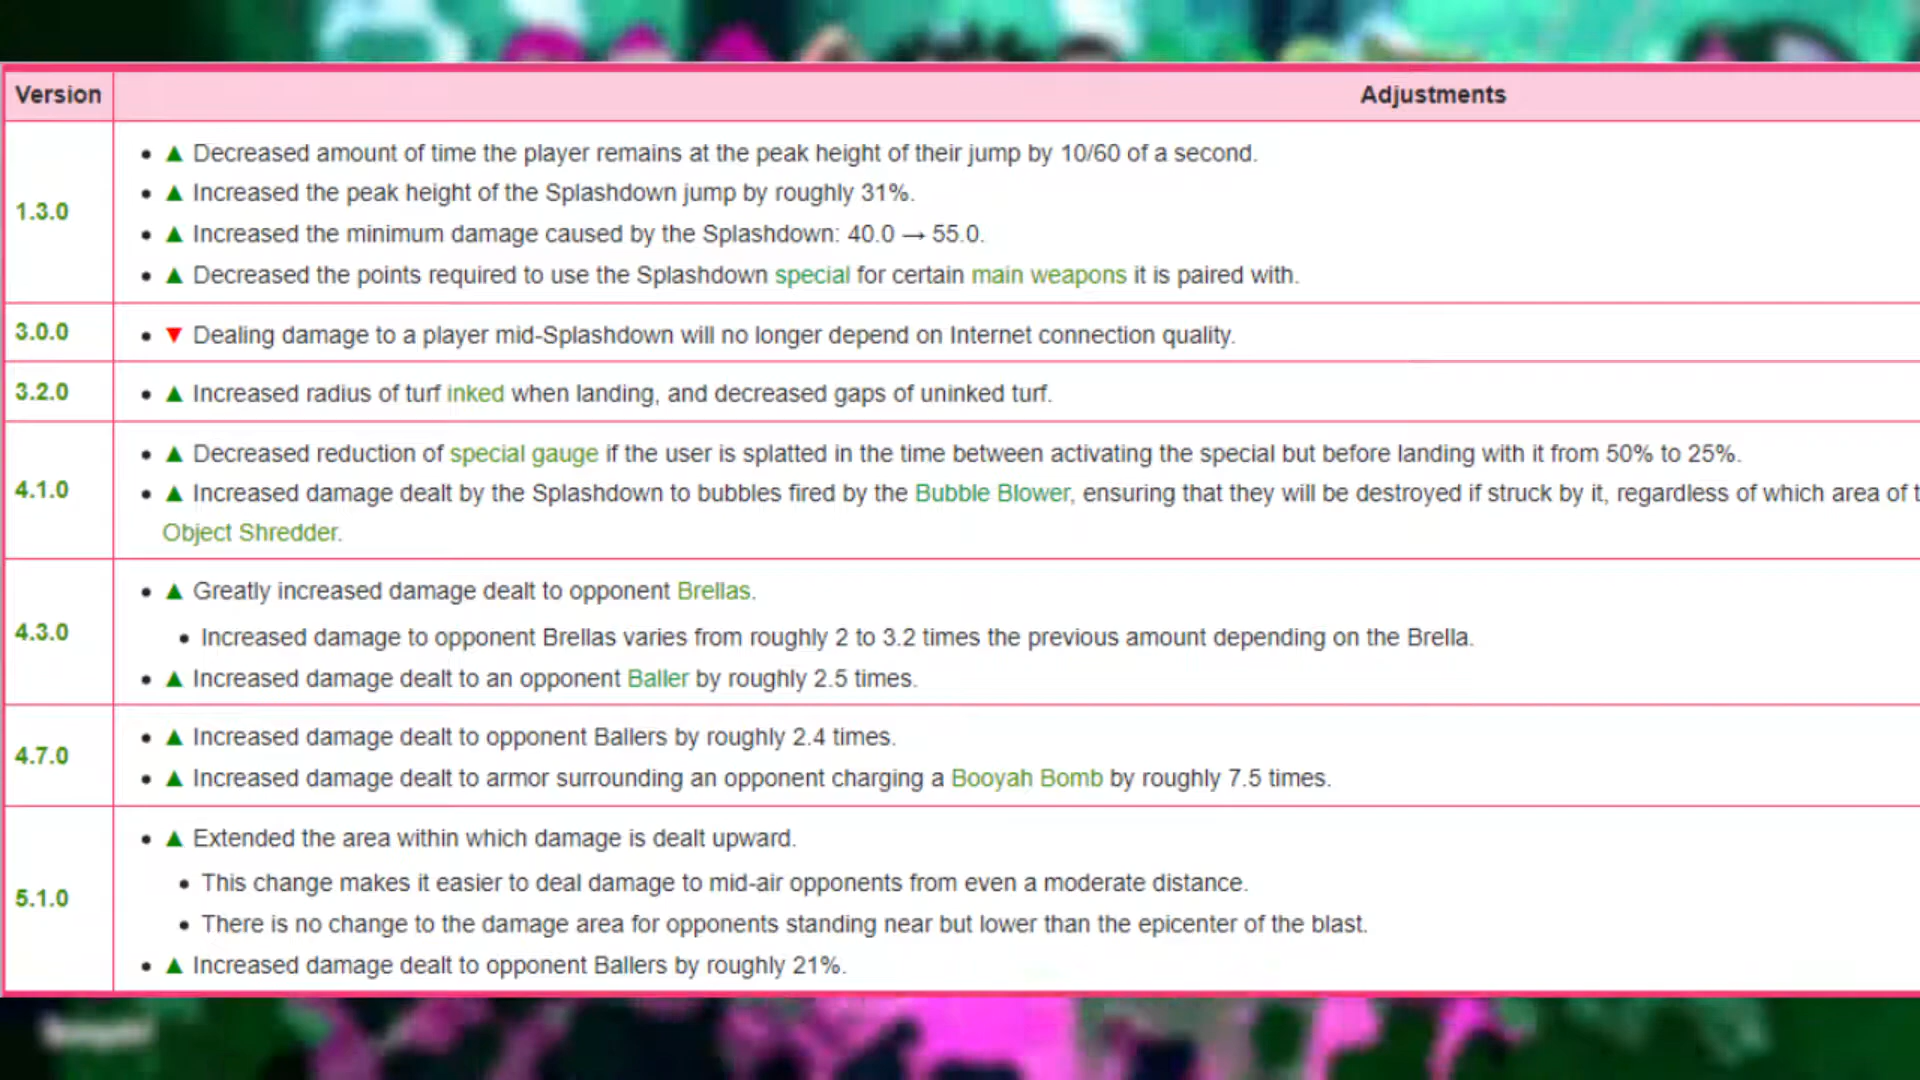 Version Adjustments
1.3.0
• ▲ Decreased amount of time the player remains at the peak height of their jump by 10/60 of a second.
• ▲ Increased the peak height of the Splashdown jump by roughly 31%.
• ▲ Increased the minimum damage caused by the Splashdown: 40.0 → 55.0.
• ▲ Decreased the points required to use the Splashdown special for certain main weapons it is paired with.
3.0.0
• ▼ Dealing damage to a player mid-Splashdown will no longer depend on Internet connection quality.
3.2.0
• ▲ Increased radius of turf inked when landing, and decreased gaps of uninked turf.
4.1.0
• ▲ Decreased reduction of special gauge if the user is splatted in the time between activating the special but before landing with it from 50% to 25%.
• ▲ Increased damage dealt by the Splashdown to bubbles fired by the Bubble Blower, ensuring that they will be destroyed if struck by it, regardless of which area of
Object Shredder.
4.3.0
• ▲ Greatly increased damage dealt to opponent Brellas.
• Increased damage to opponent Brellas varies from roughly 2 to 3.2 times the previous amount depending on the Brella.
• ▲ Increased damage dealt to an opponent Baller by roughly 2.5 times.
4.7.0
• ▲ Increased damage dealt to opponent Ballers by roughly 2.4 times.
• ▲ Increased damage dealt to armor surrounding an opponent charging a Booyah Bomb by roughly 7.5 times.
5.1.0
• ▲ Extended the area within which damage is dealt upward.
• This change makes it easier to deal damage to mid-air opponents from even a moderate distance.
• There is no change to the damage area for opponents standing near but lower than the epicenter of the blast.
• ▲ Increased damage dealt to opponent Ballers by roughly 21%.